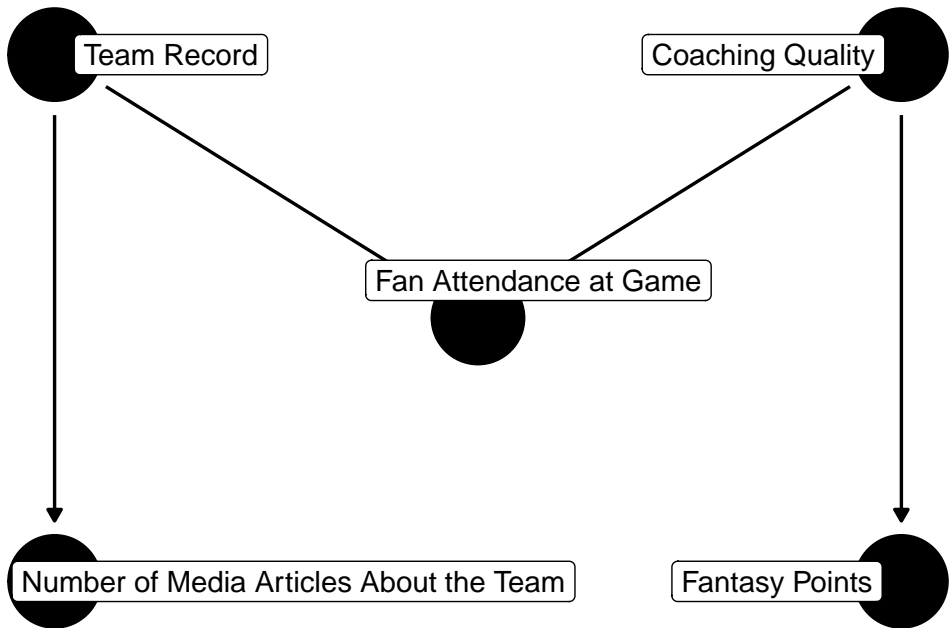 Team Record
Coaching Quality
Fan Attendance at Game
Number of Media Articles About the Team
Fantasy Points